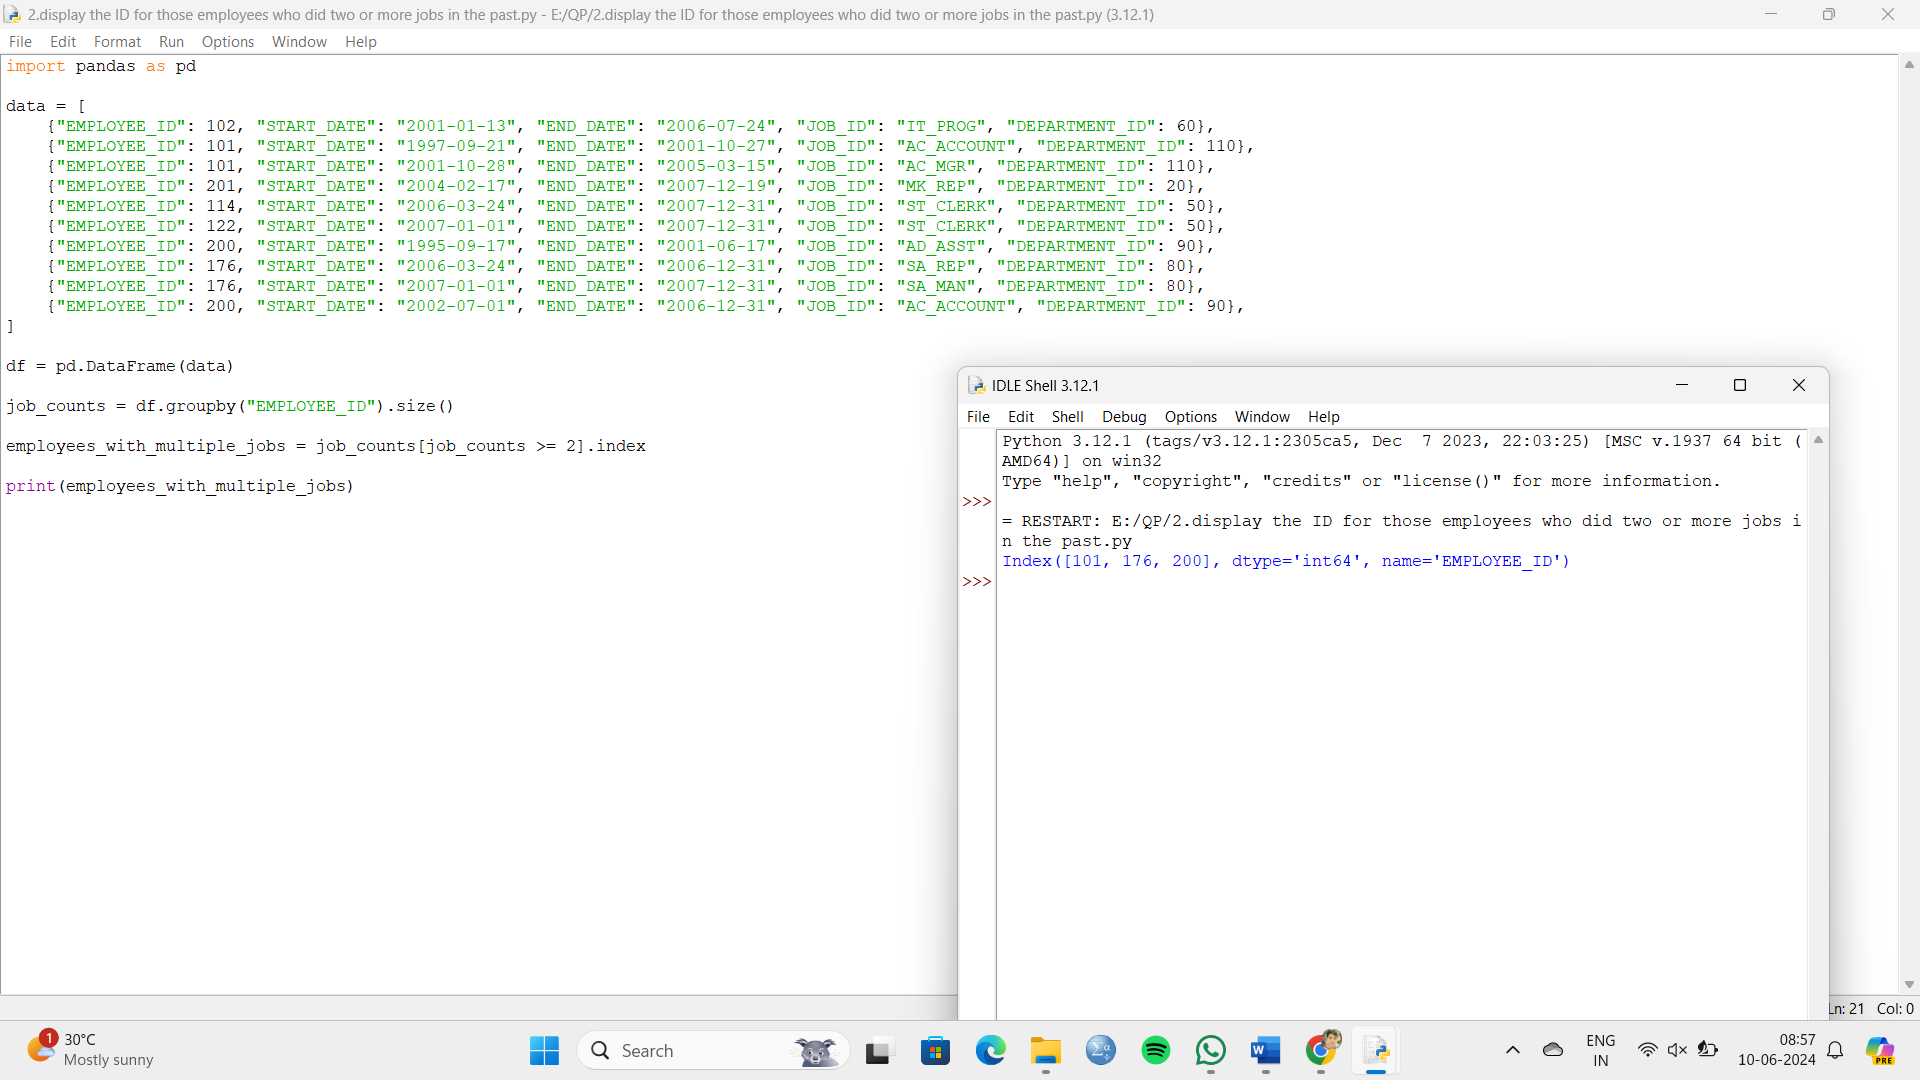 2.display the ID for those employees who did two or more jobs in the past.py - E:/QP/2.display the ID for those employees who did two or more jobs in the past.py (3.12.1)
File Edit Format Run Options Window Help
import pandas as pd
data = [
{"EMPLOYEE_ID": 102, "START_DATE": "2001-01-13", "END_DATE": "2006-07-24", "JOB_ID": "IT_PROG", "DEPARTMENT_ID": 60},
{"EMPLOYEE_ID": 101, "START_DATE": "1997-09-21", "END_DATE": "2001-10-27", "JOB_ID": "AC_ACCOUNT", "DEPARTMENT_ID": 110},
{"EMPLOYEE_ID": 101, "START_DATE": "2001-10-28", "END_DATE": "2005-03-15", "JOB_ID": "AC_MGR", "DEPARTMENT_ID": 110},
{"EMPLOYEE_ID": 201, "START_DATE": "2004-02-17", "END_DATE": "2007-12-19", "JOB_ID": "MK_REP", "DEPARTMENT_ID": 20},
{"EMPLOYEE_ID": 114, "START_DATE": "2006-03-24", "END_DATE": "2007-12-31", "JOB_ID": "ST_CLERK", "DEPARTMENT_ID": 50},
{"EMPLOYEE_ID": 122, "START_DATE": "2007-01-01", "END_DATE": "2007-12-31", "JOB_ID": "ST_CLERK", "DEPARTMENT_ID": 50},
{"EMPLOYEE_ID": 200, "START_DATE": "1995-09-17", "END_DATE": "2001-06-17", "JOB_ID": "AD_ASST", "DEPARTMENT_ID": 90},
{"EMPLOYEE_ID": 176, "START_DATE": "2006-03-24", "END_DATE": "2006-12-31", "JOB_ID": "SA_REP", "DEPARTMENT_ID": 80},
{"EMPLOYEE_ID": 176, "START_DATE": "2007-01-01", "END_DATE": "2007-12-31", "JOB_ID": "SA_MAN", "DEPARTMENT_ID": 80},
{"EMPLOYEE_ID": 200, "START_DATE": "2002-07-01", "END_DATE": "2006-12-31", "JOB_ID": "AC_ACCOUNT", "DEPARTMENT_ID": 90},
]
df = pd.DataFrame(data)
job_counts = df.groupby("EMPLOYEE_ID").size()
employees_with_multiple_jobs = job_counts[job_counts >= 2].index
print(employees_with_multiple_jobs)
IDLE Shell 3.12.1
File Edit Shell Debug Options Window Help
Python 3.12.1 (tags/v3.12.1:2305ca5, Dec  7 2023, 22:03:25) [MSC v.1937 64 bit (
AMD64)] on win32
Type "help", "copyright", "credits" or "license()" for more information.
>>>
= RESTART: E:/QP/2.display the ID for those employees who did two or more jobs i
n the past.py
Index([101, 176, 200], dtype='int64', name='EMPLOYEE_ID')
>>>
Ln: 21 Col: 0
1
30°C
Mostly sunny
Search
W
ENG
IN
08:57
10-06-2024
PRE